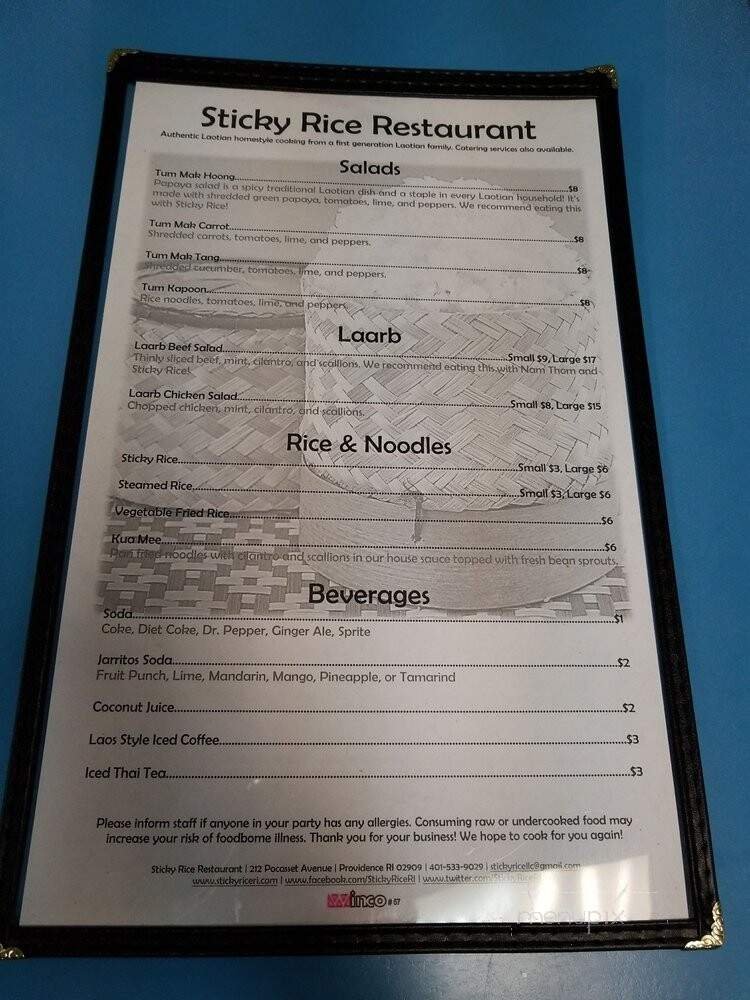 Sticky Rice Restaurant
Authentic Laotian homestyle cooking from a first generation Laotian family. Catering services also available.
Salads
Tum Mak Hoong...$8
Papaya salad is a spicy traditional Laotian dish and a staple in every Laotian household! It's
made with shredded green papaya, tomatoes, lime, and peppers. We recommend eating this
with Sticky Rice!
Tum Mak Carrot...$8
Shredded carrots, tomatoes, lime, and peppers.
Tum Mak Tang...$8
Shreaded cucumber, tomatoes, lime, and peppers.
Tum Kapoon...$8
Rice noodles, tomatoes, lime, and peppers.
Laarb
Laarb Beef Salad...Small $9, Large $17
Thinly sliced beef, mint, cilantro, and scallions. We recommend eating this with Nam Thom and
Sticky Rice!
Laarb Chicken Salad...Small $8, Large $15
Chopped chicken, mint, cilantro, and scallions.
Rice & Noodles
Sticky Rice...Small $3, Large $6
Steamed Rice...Small $3, Large $6
Vegetable Fried Rice...$6
Kua Mee...$6
Pan fried noodles with cilantro and scallions in our house sauce topped with fresh bean sprouts.
Beverages
Soda...$1
Coke, Diet Coke, Dr. Pepper, Ginger Ale, Sprite
Jarritos Soda...$2
Fruit Punch, Lime, Mandarin, Mango, Pineapple, or Tamarind
Coconut Juice...$2
Laos Style Iced Coffee...$3
Iced Thai Tea...$3
Please inform staff if anyone in your party has any allergies. Consuming raw or undercooked food may
increase your risk of foodborne illness. Thank you for your business! We hope to cook for you again!
Sticky Rice Restaurant | 212 Pocasset Avenue | Providence RI 02909 | 401-533-9029 | stickyricellc@gmail.com
www.stickyriceri.com | www.facebook.com/StickyRiceRI | www.twitter.com/StickyRice
Winco #67
menupix